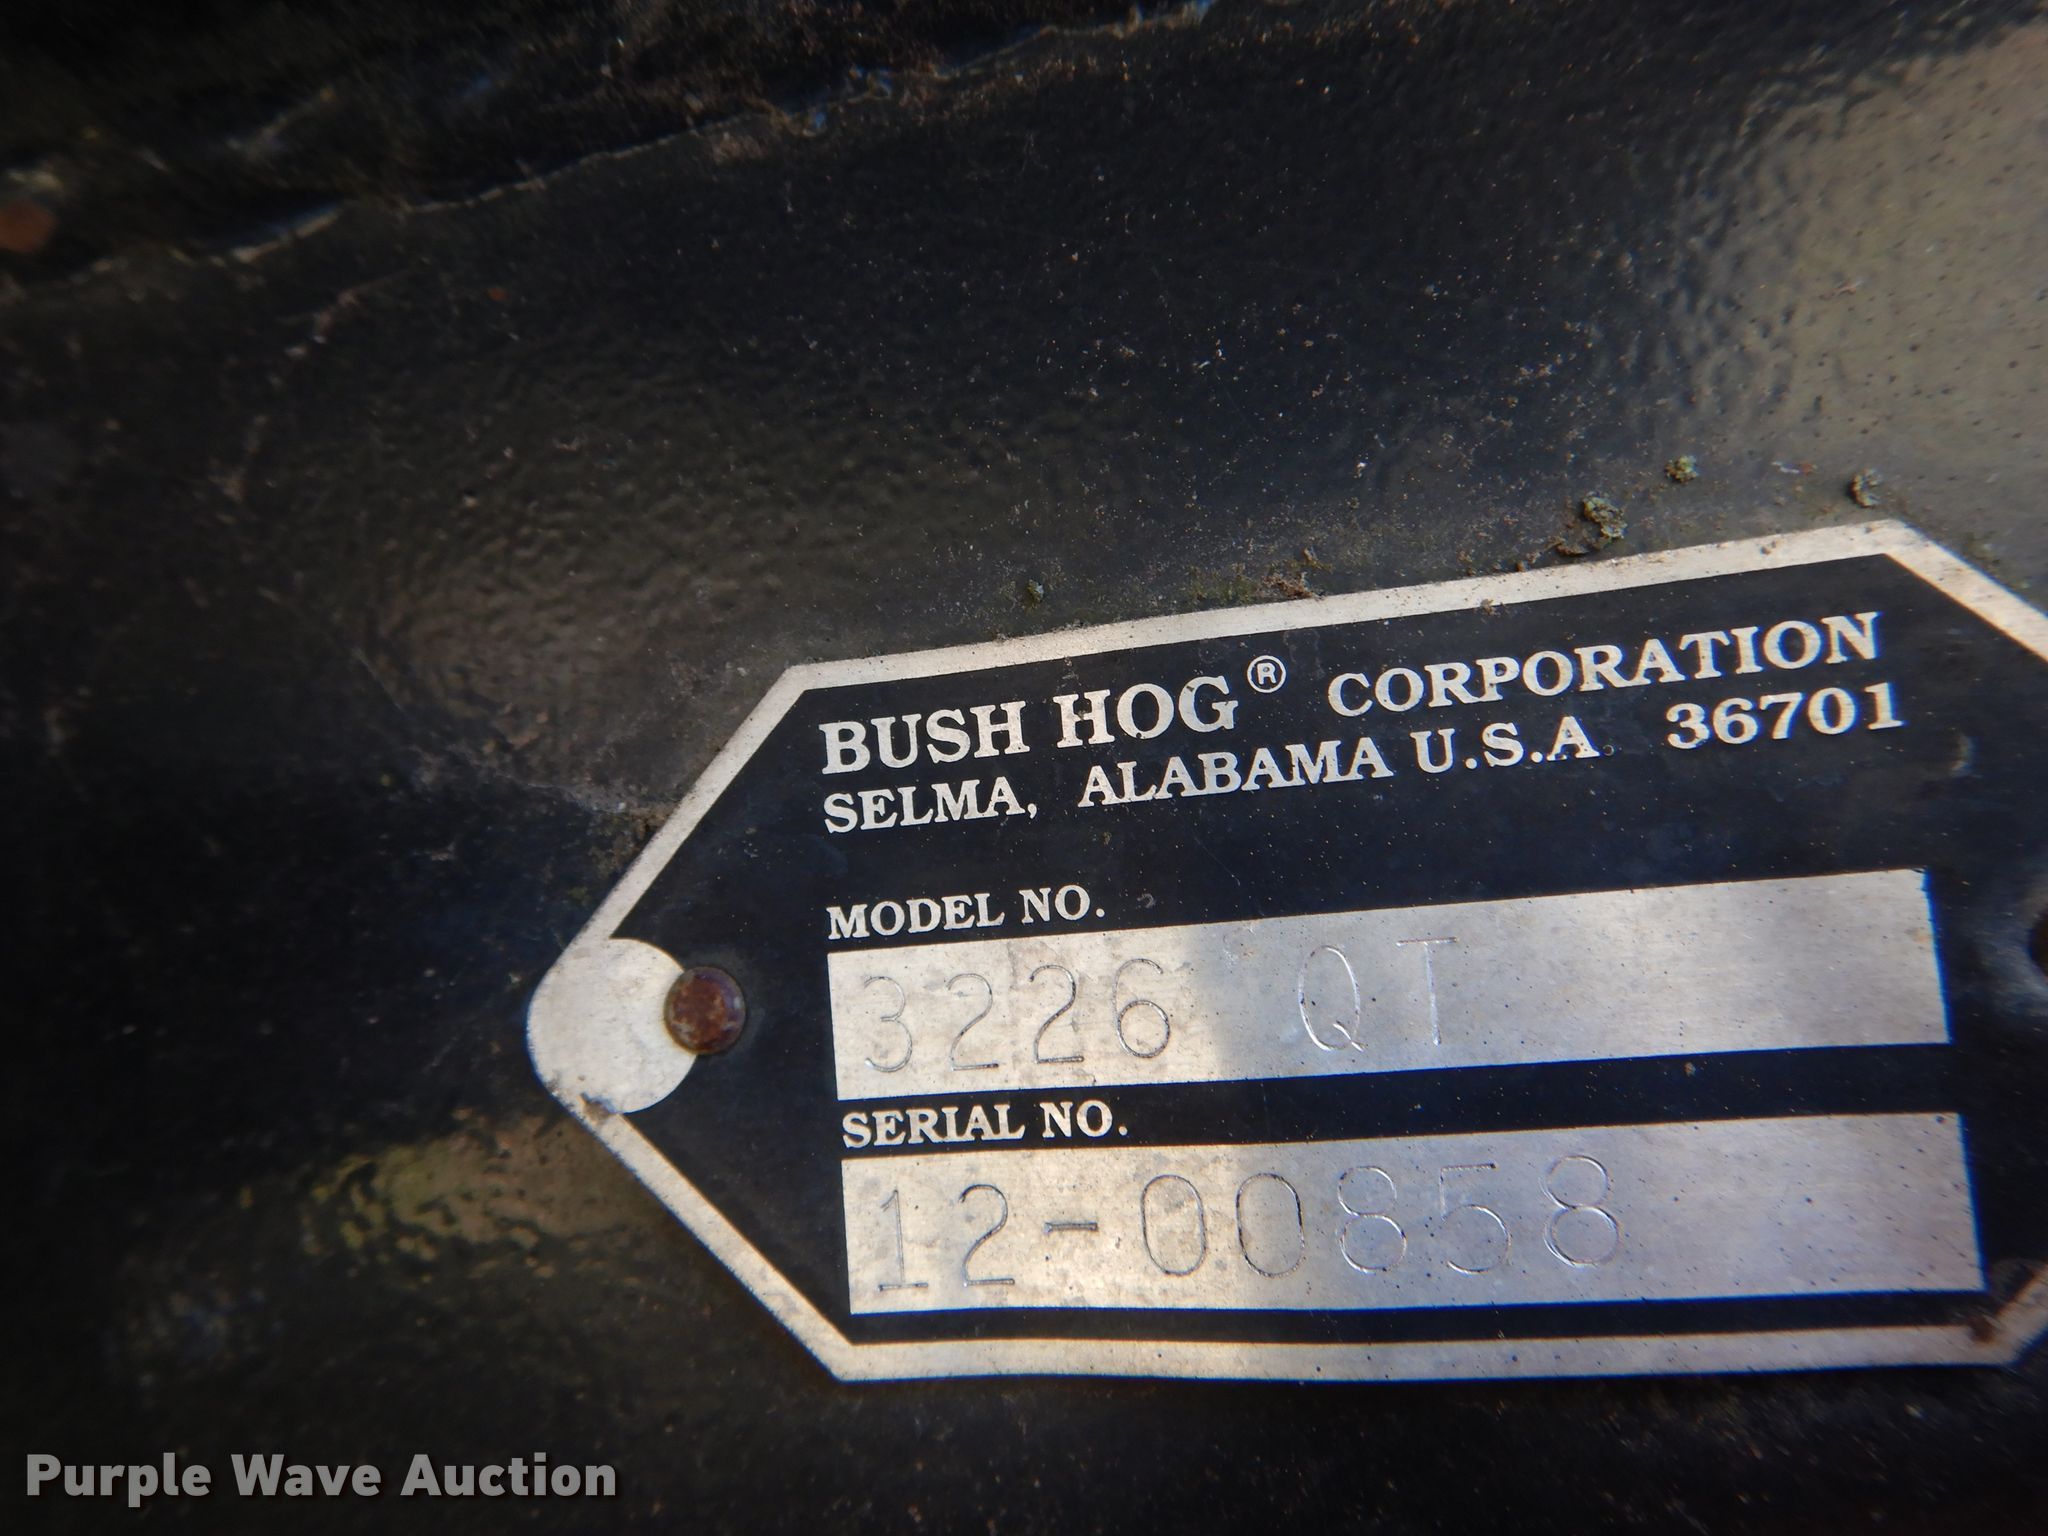 BUSH HOG® CORPORATION
SELMA, ALABAMA U.S.A. 36701
MODEL NO.
3226 QT
SERIAL NO.
12-00858
Purple Wave Auction